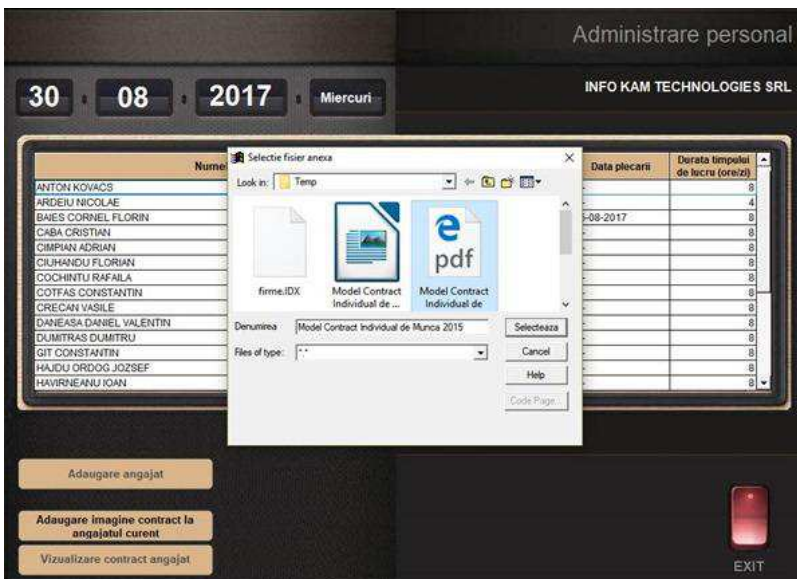 Administrare personal
30 08 2017 Miercuri
INFO KAM TECHNOLOGIES SRL
Selectie fisier anexa
Look in: Temp
firme.IDX
Model Contract
Individual de ...
e
pdf
Model Contract
Individual de
Denumirea Model Contract Individual de Munca 2015 Selecteaza
Files of type: *.* Cancel
Help
Code Page...
Nume
Data plecarii
Durata timpului
de lucru (ore/zi)
ANTON KOVACS 8
ARDEIU NICOLAE 4
BAIES CORNEL FLORIN -08-2017 8
CABA CRISTIAN 8
CIMPIAN ADRIAN 8
CIUHANDU FLORIAN 8
COCHINTU RAFAILA 8
COTFAS CONSTANTIN 8
CRECAN VASILE 8
DANEASA DANIEL VALENTIN 8
DUMITRAS DUMITRU 8
GIT CONSTANTIN 8
HAJDU ORDOG JOZSEF 8
HAVIRNEANU IOAN 8
Adaugare angajat
Adaugare imagine contract la
angajatul curent
Vizualizare contract angajat
EXIT